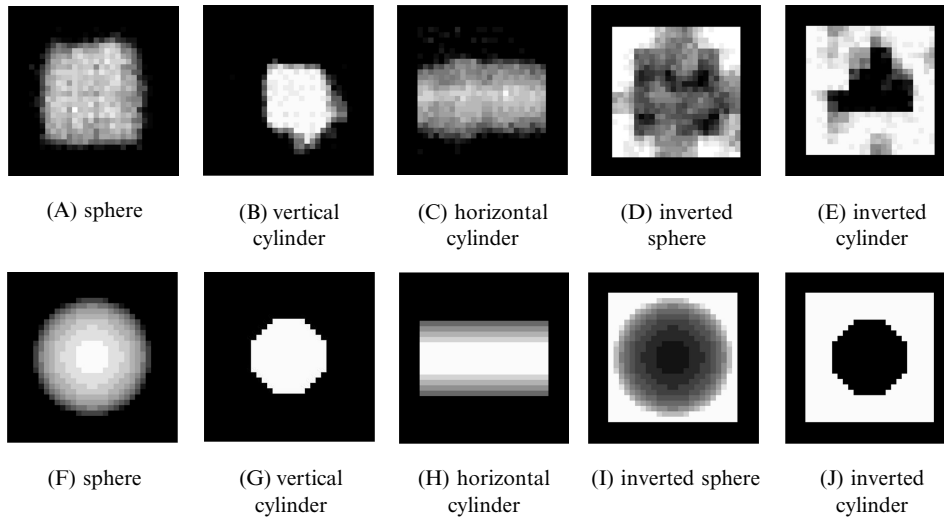 (A) sphere
(B) vertical
cylinder
(C) horizontal
cylinder
(D) inverted
sphere
(E) inverted
cylinder
(F) sphere
(G) vertical
cylinder
(H) horizontal
cylinder
(I) inverted sphere
(J) inverted
cylinder